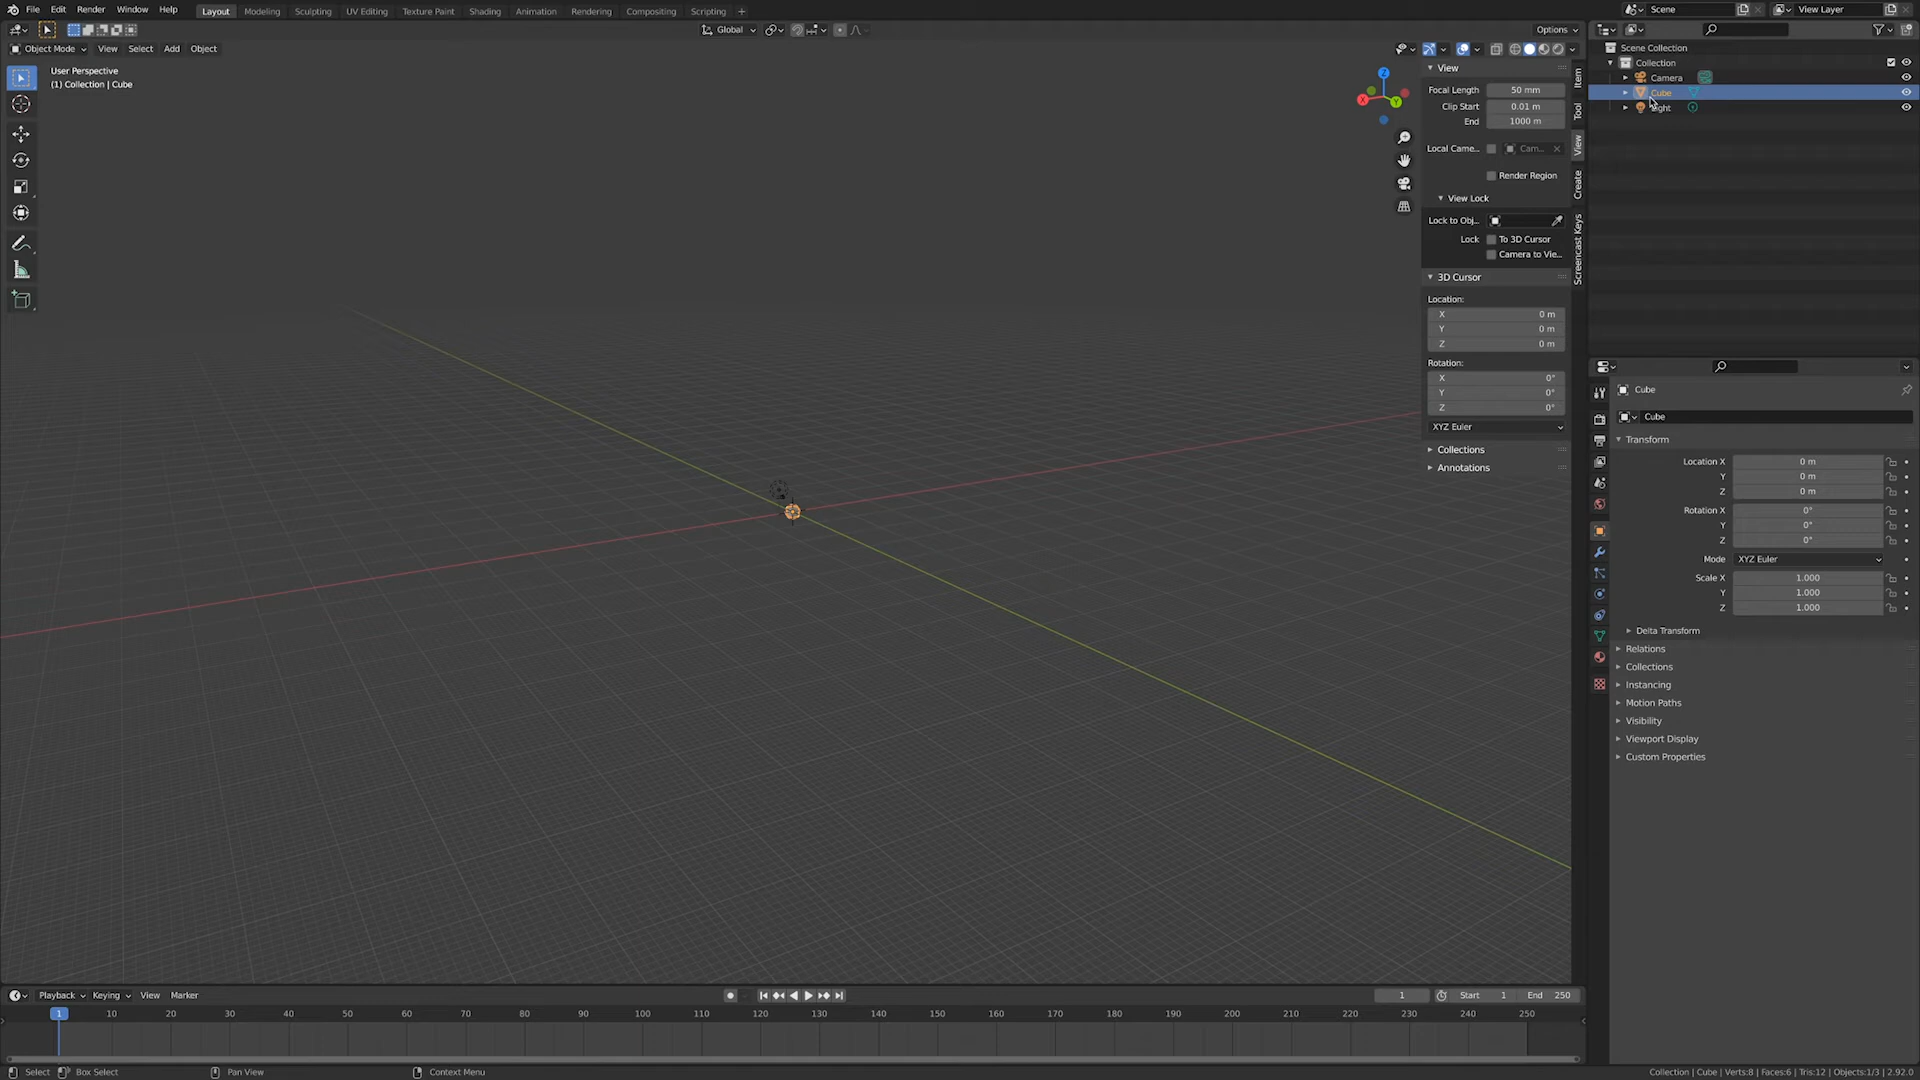 File Edit Render Window Help Layout Modeling Sculpting UV Editing Texture Paint Shading Animation Rendering Compositing Scripting + Scene View Layer
Global Options
Object Mode View Select Add Object
User Perspective
(1) Collection | Cube
Z
X
Y
View
Focal Length 50 mm
Clip Start 0.01 m
End 1000 m
Local Came... Cam...
Render Region
View Lock
Lock to Obj...
Lock To 3D Cursor
Camera to Vie...
3D Cursor
Location:
X 0 m
Y 0 m
Z 0 m
Rotation:
X 0°
Y 0°
Z 0°
XYZ Euler
Collections
Annotations
Item
Tool
View
Create
Screencast Keys
Scene Collection
Collection
Camera
Cube
Cube
Cube
Transform
Location X 0 m
Y 0 m
Z 0 m
Rotation X 0°
Y 0°
Z 0°
Mode XYZ Euler
Scale X 1.000
Y 1.000
Z 1.000
Delta Transform
Relations
Collections
Instancing
Motion Paths
Visibility
Viewport Display
Custom Properties
Playback Keying View Marker 1 Start 1 End 250
1 10 20 30 40 50 60 70 80 90 100 110 120 130 140 150 160 170 180 190 200 210 220 230 240 250
Select Box Select Pan View Context Menu Collection | Cube | Verts:8 | Faces:6 | Tris:12 | Objects:1/3 | 2.92.0